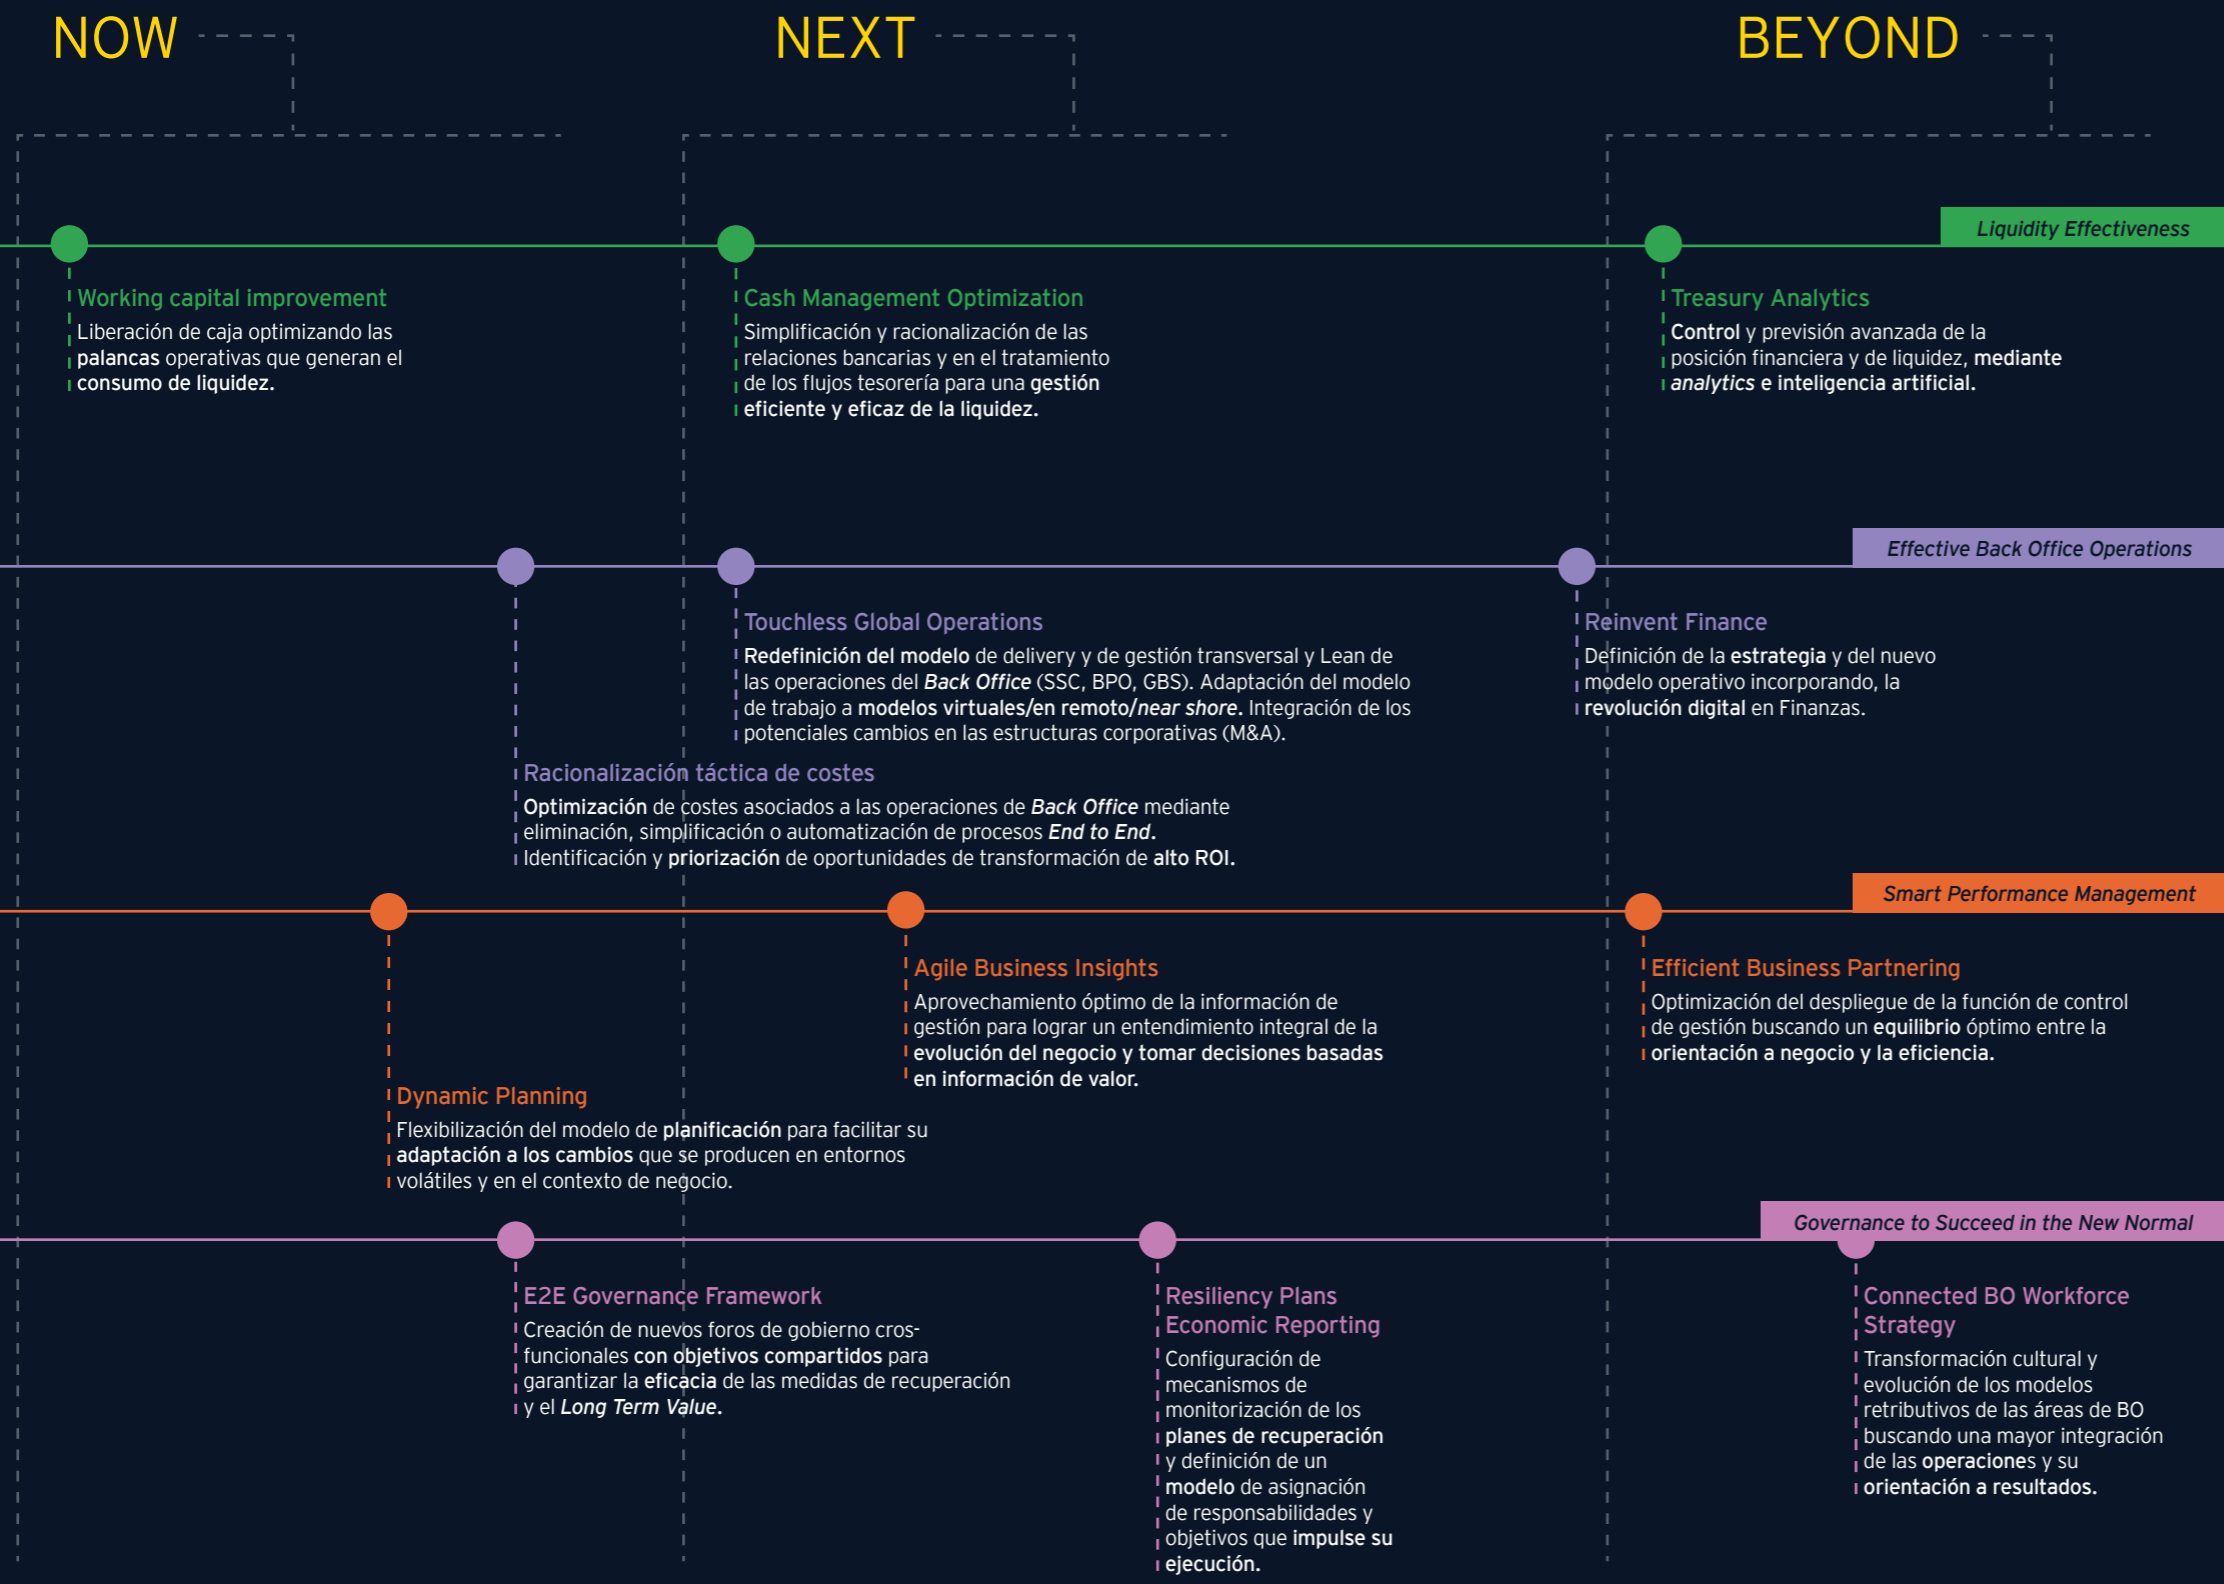 NOW
NEXT
BEYOND
Liquidity Effectiveness
Working capital improvement
Liberación de caja optimizando las
palancas operativas que generan el
consumo de liquidez.
Cash Management Optimization
Simplificación y racionalización de las
relaciones bancarias y en el tratamiento
de los flujos tesorería para una gestión
eficiente y eficaz de la liquidez.
Treasury Analytics
Control y previsión avanzada de la
posición financiera y de liquidez, mediante
analytics e inteligencia artificial.
Effective Back Office Operations
Touchless Global Operations
Redefinición del modelo de delivery y de gestión transversal y Lean de
las operaciones del Back Office (SSC, BPO, GBS). Adaptación del modelo
de trabajo a modelos virtuales/en remoto/near shore. Integración de los
potenciales cambios en las estructuras corporativas (M&A).
Reinvent Finance
Definición de la estrategia y del nuevo
modelo operativo incorporando, la
revolución digital en Finanzas.
Racionalización táctica de costes
Optimización de costes asociados a las operaciones de Back Office mediante
eliminación, simplificación o automatización de procesos End to End.
Identificación y priorización de oportunidades de transformación de alto ROI.
Smart Performance Management
Agile Business Insights
Aprovechamiento óptimo de la información de
gestión para lograr un entendimiento integral de la
evolución del negocio y tomar decisiones basadas
en información de valor.
Efficient Business Partnering
Optimización del despliegue de la función de control
de gestión buscando un equilibrio óptimo entre la
orientación a negocio y la eficiencia.
Dynamic Planning
Flexibilización del modelo de planificación para facilitar su
adaptación a los cambios que se producen en entornos
volátiles y en el contexto de negocio.
Governance to Succeed in the New Normal
E2E Governance Framework
Creación de nuevos foros de gobierno cros-
funcionales con objetivos compartidos para
garantizar la eficacia de las medidas de recuperación
y el Long Term Value.
Resiliency Plans
Economic Reporting
Configuración de
mecanismos de
monitorización de los
planes de recuperación
y definición de un
modelo de asignación
de responsabilidades y
objetivos que impulse su
ejecución.
Connected BO Workforce
Strategy
Transformación cultural y
evolución de los modelos
retributivos de las áreas de BO
buscando una mayor integración
de las operaciones y su
orientación a resultados.